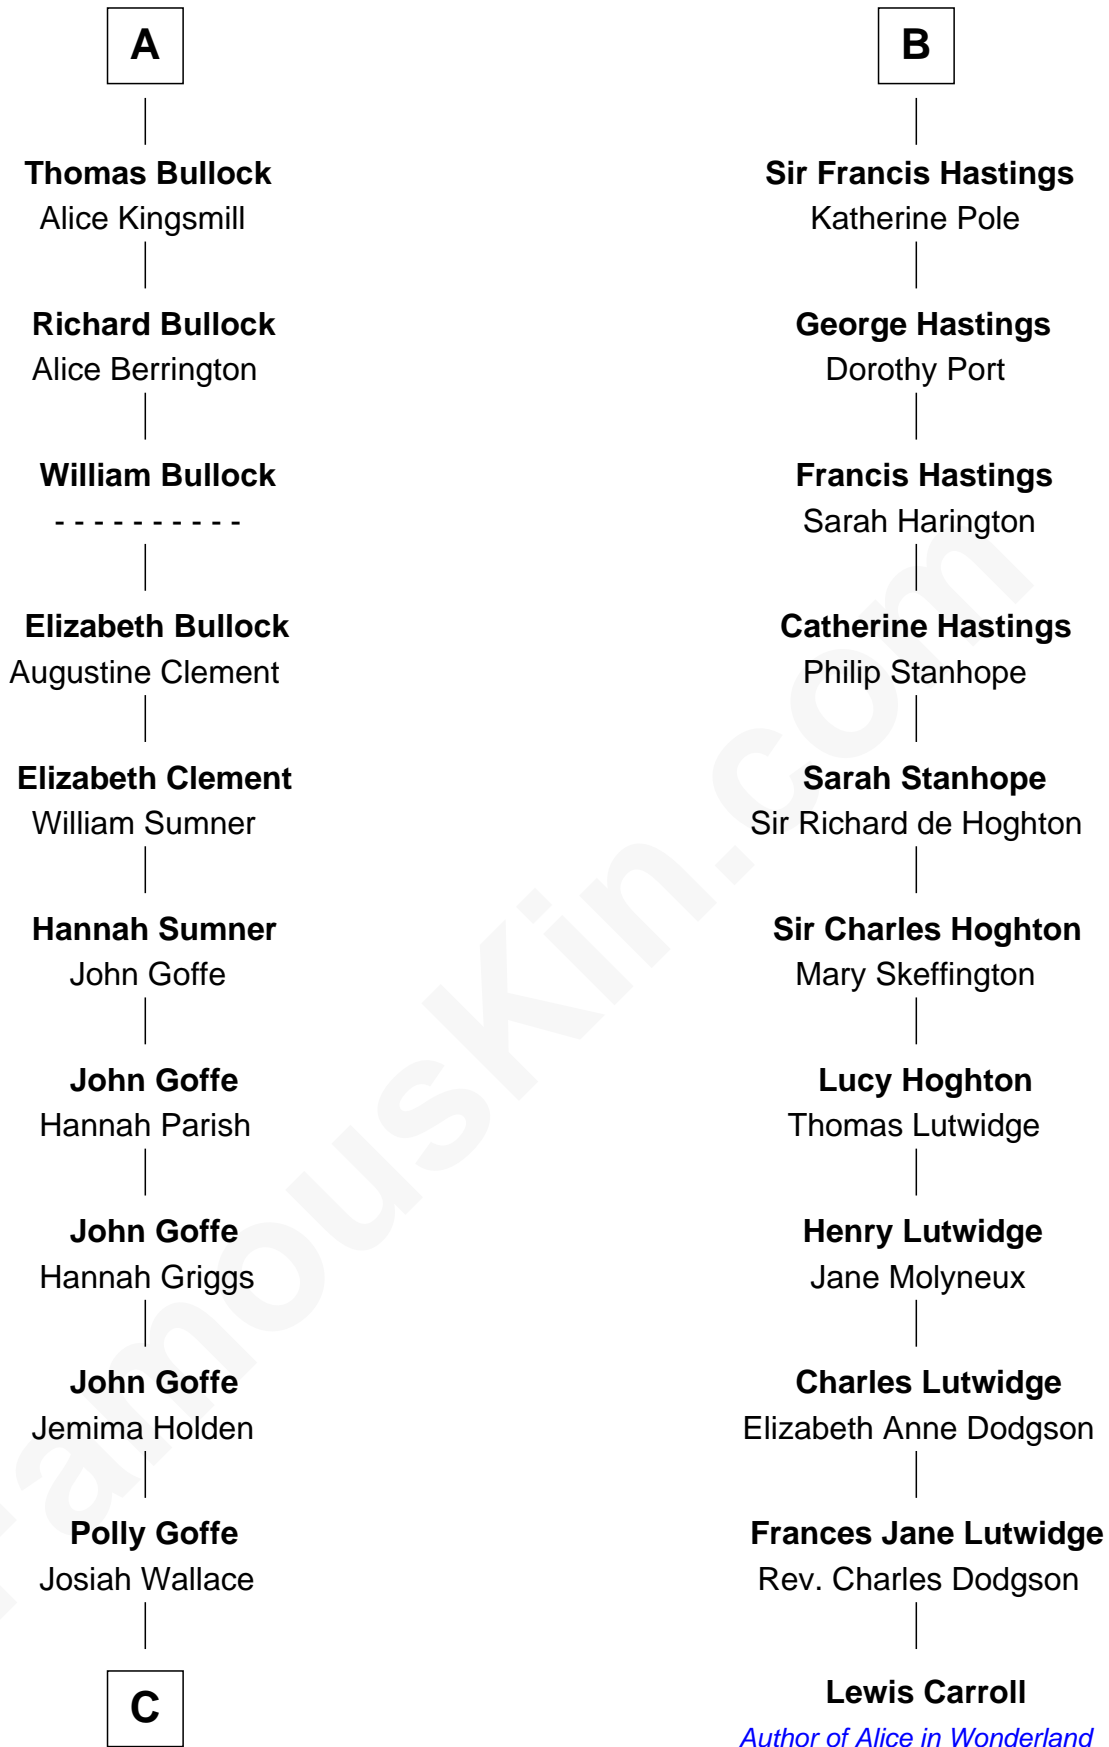 A
Thomas Bullock
Alice Kingsmill
Richard Bullock
Alice Berrington
William Bullock
- - - - - - - - - -
Elizabeth Bullock
Augustine Clement
Elizabeth Clement
William Sumner
Hannah Sumner
John Goffe
John Goffe
Hannah Parish
John Goffe
Hannah Griggs
John Goffe
Jemima Holden
Polly Goffe
Josiah Wallace
C
B
Sir Francis Hastings
Katherine Pole
George Hastings
Dorothy Port
Francis Hastings
Sarah Harington
Catherine Hastings
Philip Stanhope
Sarah Stanhope
Sir Richard de Hoghton
Sir Charles Hoghton
Mary Skeffington
Lucy Hoghton
Thomas Lutwidge
Henry Lutwidge
Jane Molyneux
Charles Lutwidge
Elizabeth Anne Dodgson
Frances Jane Lutwidge
Rev. Charles Dodgson
Lewis Carroll
Author of Alice in Wonderland
FamousKin.com